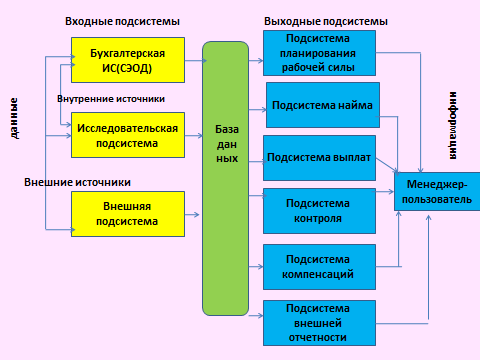 Входные подсистемы
Выходные подсистемы
данные
Бухгалтерская
ИС(СЭОД)
Внутренние источники
Исследовательская
подсистема
Внешние источники
Внешняя
подсистема
База
дан
ных
Подсистема
планирования
рабочей силы
Подсистема найма
Подсистема выплат
Подсистема
контроля
Подсистема
компенсаций
Подсистема
внешней
отчетности
информация
Менеджер-
пользователь